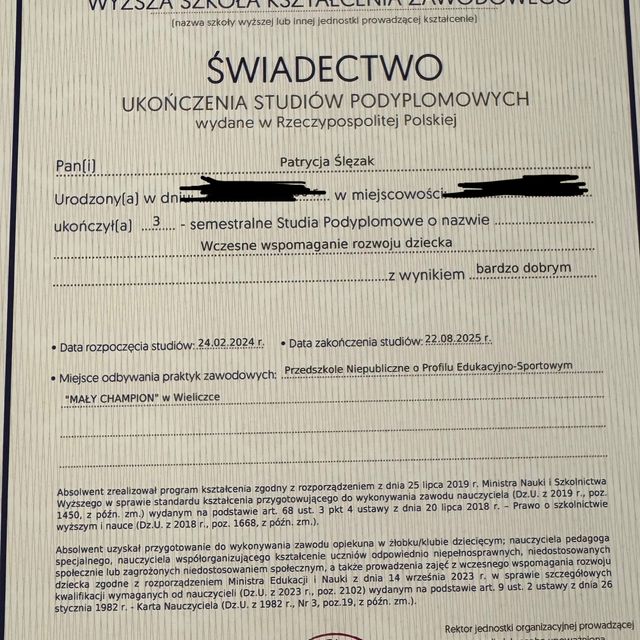 WYŻSZA SZKOŁA KSZTAŁCENIA ZAWODOWEGO
(nazwa szkoły wyższej lub innej jednostki prowadzącej kształcenie)
ŚWIADECTWO
UKOŃCZENIA STUDIÓW PODYPLOMOWYCH
wydane w Rzeczypospolitej Polskiej
Pan(i) Patrycja Ślęzak
Urodzony(a) w dniu w miejscowości
ukończył(a) 3 - semestralne Studia Podyplomowe o nazwie
Wczesne wspomaganie rozwoju dziecka
z wynikiem bardzo dobrym
• Data rozpoczęcia studiów: 24.02.2024 r. • Data zakończenia studiów: 22.08.2025 r.
• Miejsce odbywania praktyk zawodowych: Przedszkole Niepubliczne o Profilu Edukacyjno-Sportowym
"MAŁY CHAMPION" w Wieliczce
Absolwent zrealizował program kształcenia zgodny z rozporządzeniem z dnia 25 lipca 2019 r. Ministra Nauki i Szkolnictwa
Wyższego w sprawie standardu kształcenia przygotowującego do wykonywania zawodu nauczyciela (Dz.U. z 2019 r., poz.
1450, z późn. zm.) wydanym na podstawie art. 68 ust. 3 pkt 4 ustawy z dnia 20 lipca 2018 r. – Prawo o szkolnictwie
wyższym i nauce (Dz.U. z 2018 r., poz. 1668, z późn. zm.).
Absolwent uzyskał przygotowanie do wykonywania zawodu opiekuna w żłobku/klubie dziecięcym; nauczyciela pedagoga
specjalnego, nauczyciela współorganizującego kształcenie uczniów odpowiednio niepełnosprawnych, niedostosowanych
społecznie lub zagrożonych niedostosowaniem społecznym, a także prowadzenia zajęć z wczesnego wspomagania rozwoju
dziecka zgodne z rozporządzeniem Ministra Edukacji i Nauki z dnia 14 września 2023 r. w sprawie szczegółowych
kwalifikacji wymaganych od nauczycieli (Dz.U. z 2023 r., poz. 2102) wydanym na podstawie art. 9 ust. 2 ustawy z dnia 26
stycznia 1982 r. - Karta Nauczyciela (Dz.U. z 1982 r., Nr 3, poz.19, z późn. zm.).
Rektor jednostki organizacyjnej prowadzącej